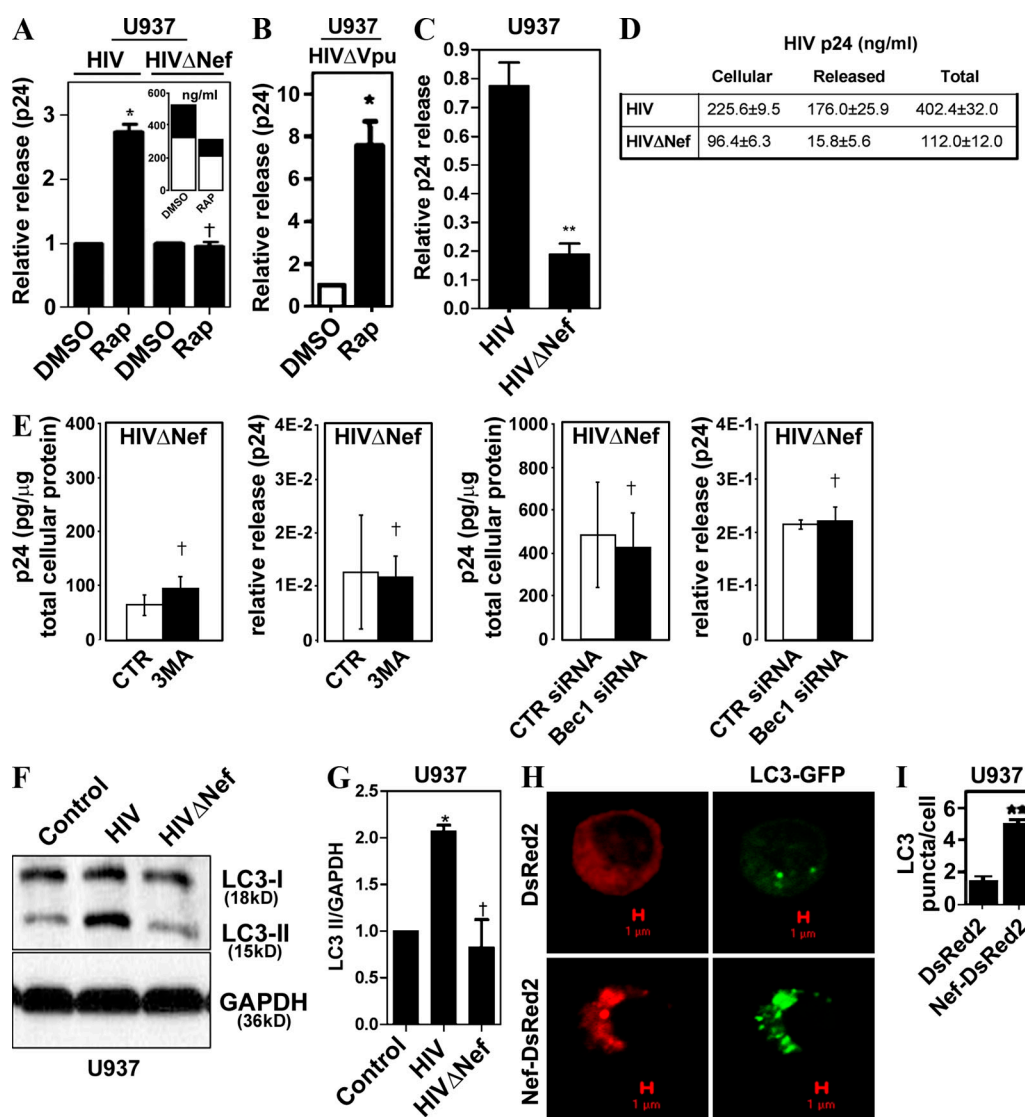 A
U937
HIV
HIVΔNef
Relative release (p24)
3
2
1
0
ng/ml
600
400
200
0
DMSO
RAP
*
†
DMSO
Rap
DMSO
Rap
B
U937
HIVΔVpu
Relative release (p24)
10
8
6
4
2
0
*
DMSO
Rap
C
U937
Relative p24 release
0.9
0.8
0.7
0.6
0.5
0.4
0.3
0.2
0.1
0.0
**
HIV
HIVΔNef
D
HIV p24 (ng/ml)
Cellular Released Total
HIV 225.6±9.5 176.0±25.9 402.4±32.0
HIVΔNef 96.4±6.3 15.8±5.6 112.0±12.0
E
HIVΔNef
p24 (pg/μg
total cellular protein)
400
300
200
100
0
†
CTR
3MA
HIVΔNef
relative release (p24)
4E-2
3E-2
2E-2
1E-2
0
†
CTR
3MA
HIVΔNef
p24 (pg/μg
total cellular protein)
1000
800
600
400
200
0
†
CTR siRNA
Bec1 siRNA
HIVΔNef
relative release (p24)
4E-1
3E-1
2E-1
1E-1
0
†
CTR siRNA
Bec1 siRNA
F
Control
HIV
HIVΔNef
LC3-I
(18kD)
LC3-II
(15kD)
GAPDH
(36kD)
U937
G
U937
LC3 II/GAPDH
2.5
2.0
1.5
1.0
0.5
0.0
*
†
Control
HIV
HIVΔNef
H
LC3-GFP
DsRed2
1 μm
1 μm
Nef-DsRed2
1 μm
1 μm
I
U937
LC3
puncta/cell
6
4
2
0
**
DsRed2
Nef-DsRed2